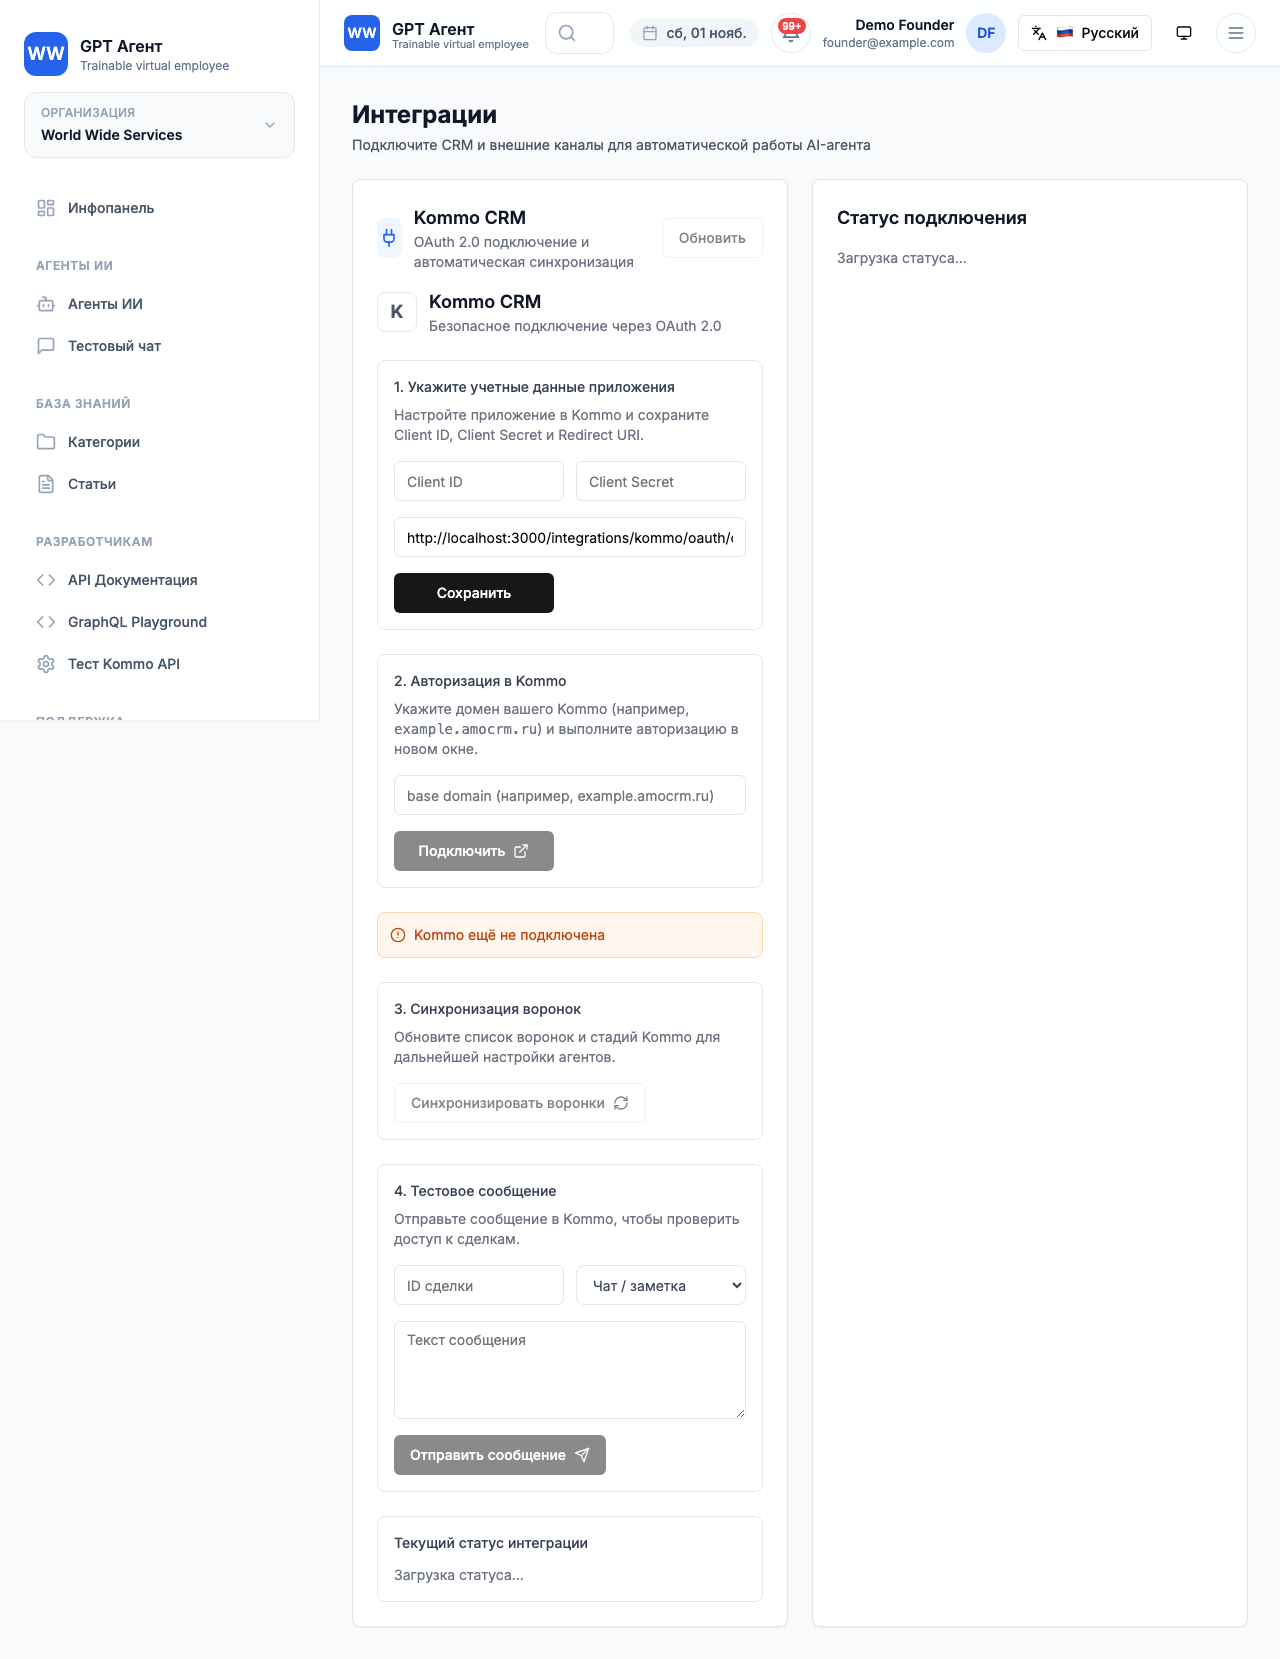 WW
GPT Агент
Trainable virtual employee
ОРГАНИЗАЦИЯ
World Wide Services
Инфопанель
АГЕНТЫ ИИ
Агенты ИИ
Тестовый чат
БАЗА ЗНАНИЙ
Категории
Статьи
РАЗРАБОТЧИКАМ
API Документация
GraphQL Playground
Тест Kommo API
ПОДДЕРЖКА
WW
GPT Агент
Trainable virtual employee
сб, 01 нояб.
99+
Demo Founder
founder@example.com
DF
Русский
Интеграции
Подключите CRM и внешние каналы для автоматической работы AI-агента
Kommo CRM
OAuth 2.0 подключение и
автоматическая синхронизация
Обновить
K
Kommo CRM
Безопасное подключение через OAuth 2.0
1. Укажите учетные данные приложения
Настройте приложение в Kommo и сохраните
Client ID, Client Secret и Redirect URI.
Client ID
Client Secret
http://localhost:3000/integrations/kommo/oauth/
Сохранить
2. Авторизация в Kommo
Укажите домен вашего Kommo (например,
example.amocrm.ru) и выполните авторизацию в
новом окне.
base domain (например, example.amocrm.ru)
Подключить
Kommo ещё не подключена
3. Синхронизация воронок
Обновите список воронок и стадий Kommo для
дальнейшей настройки агентов.
Синхронизировать воронки
4. Тестовое сообщение
Отправьте сообщение в Kommo, чтобы проверить
доступ к сделкам.
ID сделки
Чат / заметка
Текст сообщения
Отправить сообщение
Текущий статус интеграции
Загрузка статуса...
Статус подключения
Загрузка статуса...